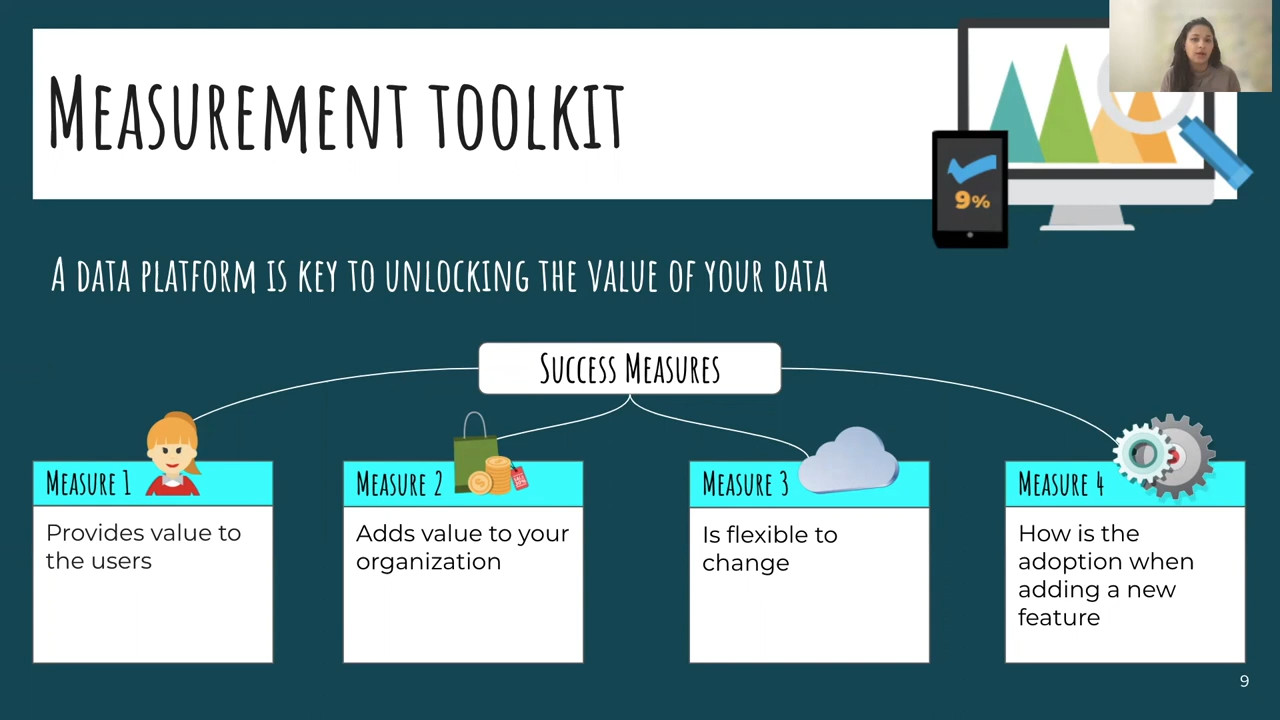 Measurement toolkit
9%
A data platform is key to unlocking the value of your data
Success Measures
Measure 1
Provides value to
the users
Measure 2
Adds value to your
organization
Measure 3
Is flexible to
change
Measure 4
How is the
adoption when
adding a new
feature
9